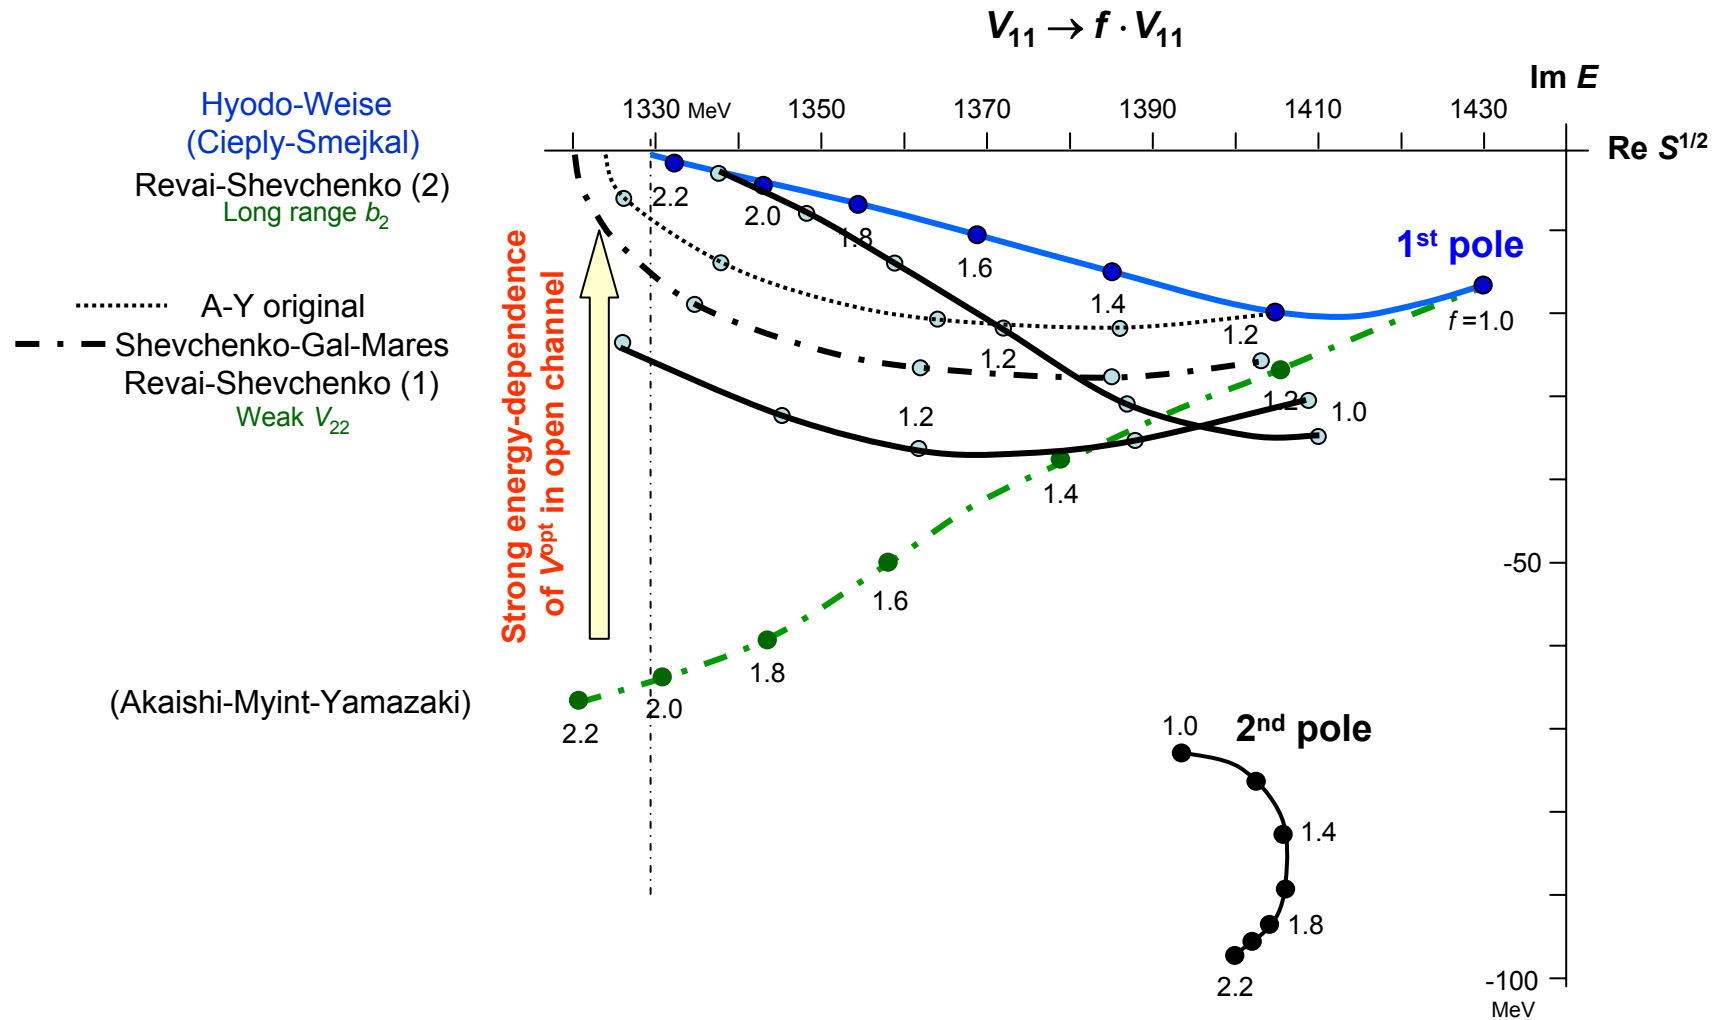 V11 → f · V11
Im E
1330 MeV 1350 1370 1390 1410 1430
Re S1/2
Hyodo-Weise
(Cieply-Smejkal)
Revai-Shevchenko (2)
Long range b2
A-Y original
Shevchenko-Gal-Mares
Revai-Shevchenko (1)
Weak V22
(Akaishi-Myint-Yamazaki)
Strong energy-dependence
of Vopt in open channel
1st pole
2.2
2.0
1.8
1.6
1.4
1.2
f =1.0
1.2
1.2
1.2
1.0
1.4
1.6
1.8
2.0
2.2
-50
2nd pole
1.0
1.4
1.8
2.2
-100
MeV